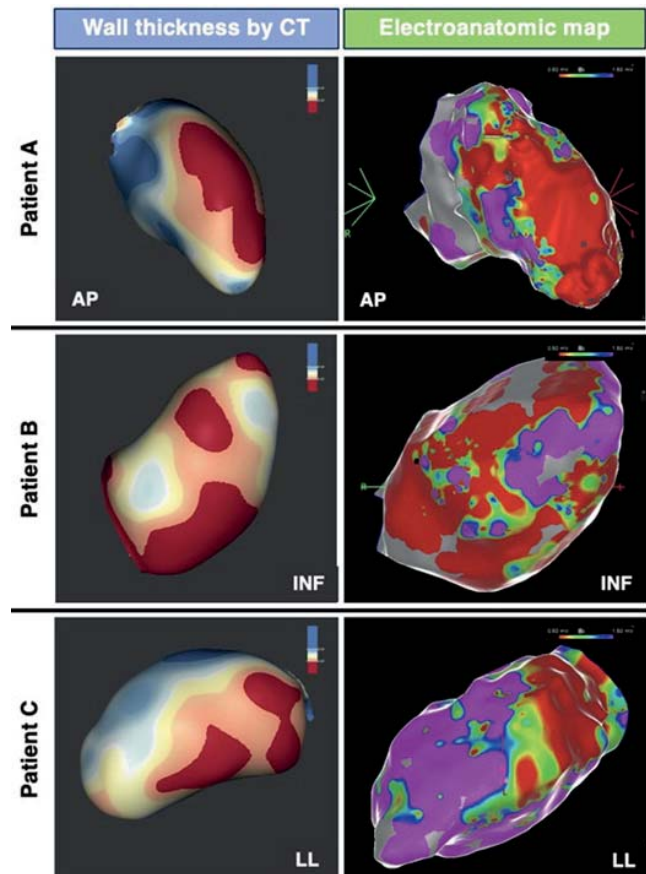 Wall thickness by CT
Electroanatomic map
Patient A
AP
R
L
AP
Patient B
INF
INF
Patient C
LL
LL